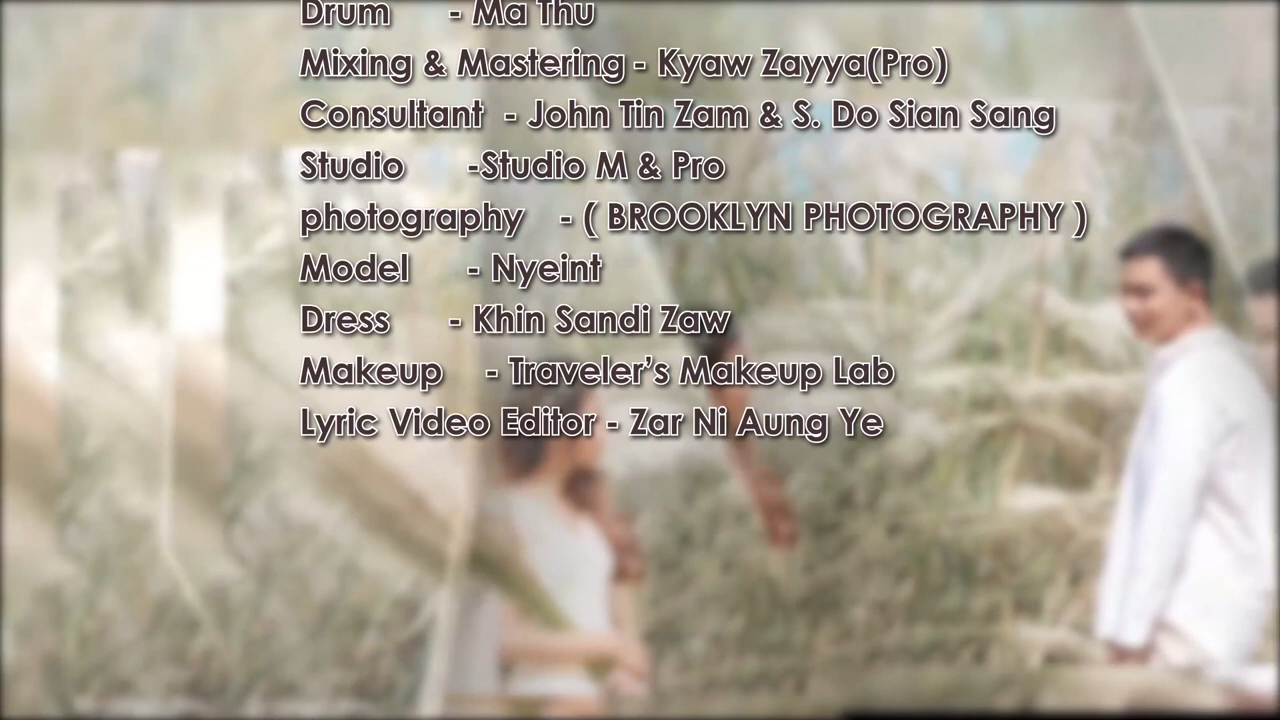 Drum - Ma Thu
Mixing & Mastering - Kyaw Zayya(Pro)
Consultant - John Tin Zam & S. Do Sian Sang
Studio -Studio M & Pro
photography - ( BROOKLYN PHOTOGRAPHY )
Model - Nyeint
Dress - Khin Sandi Zaw
Makeup - Traveler’s Makeup Lab
Lyric Video Editor - Zar Ni Aung Ye